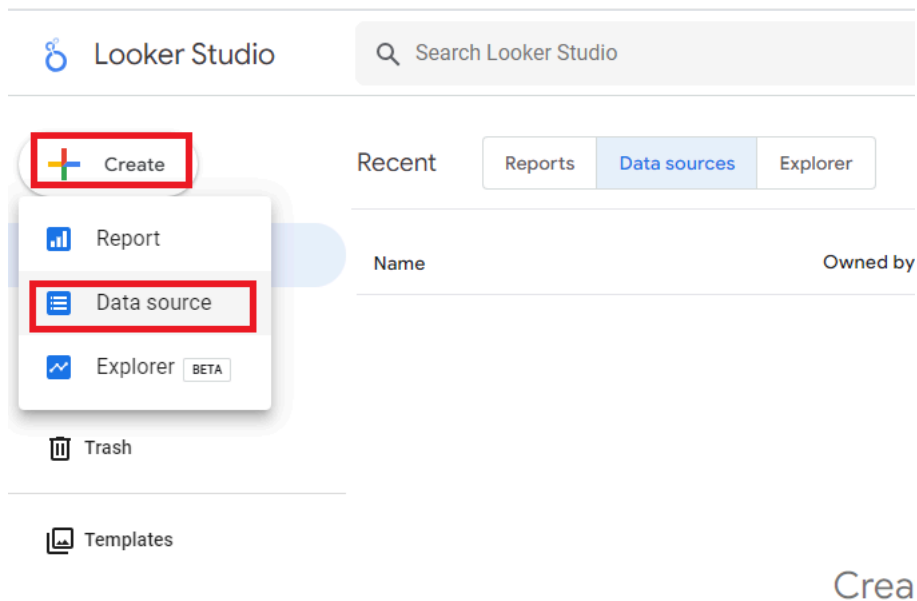 Looker Studio
Search Looker Studio
Create
Recent
Reports
Data sources
Explorer
Report
Name
Owned by
Data source
Explorer BETA
Trash
Templates
Crea